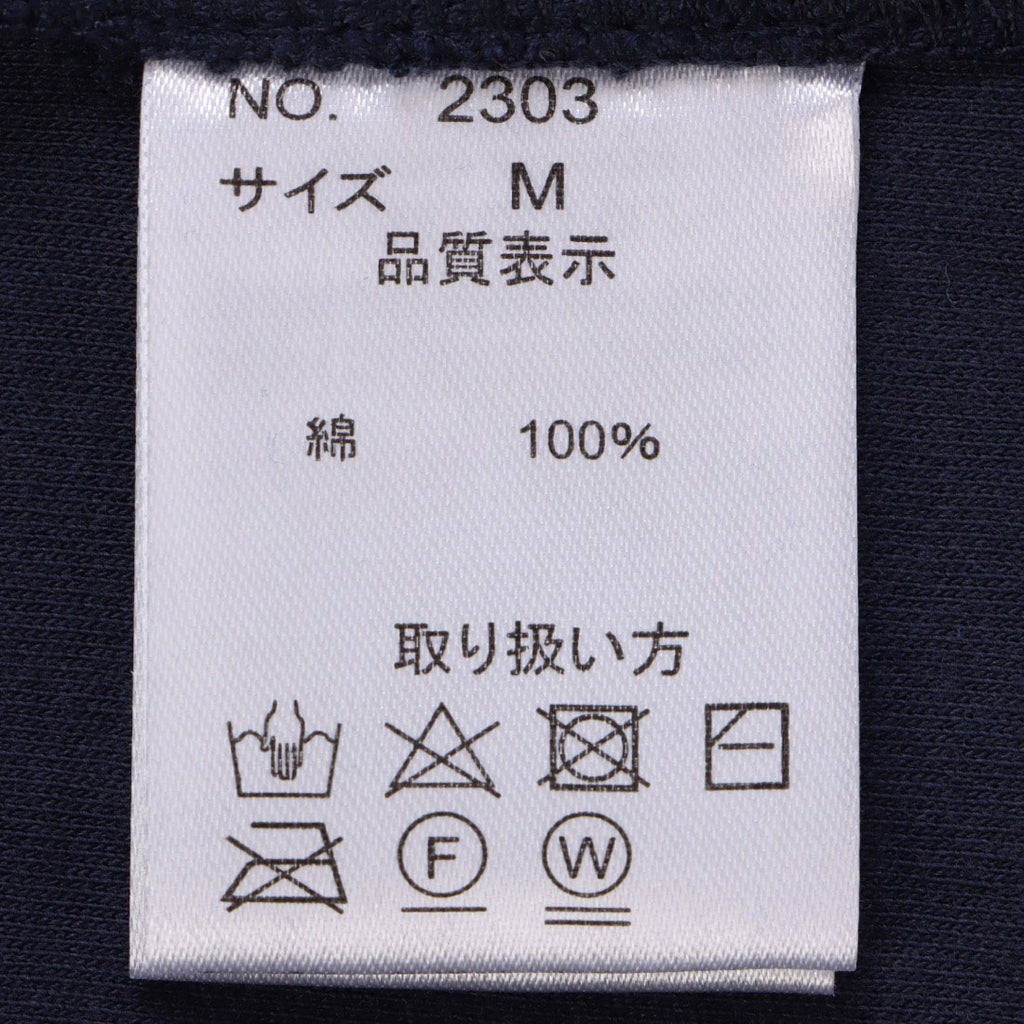 NO. 2303
サイズ M
品質表示
綿 100%
取り扱い方
F W